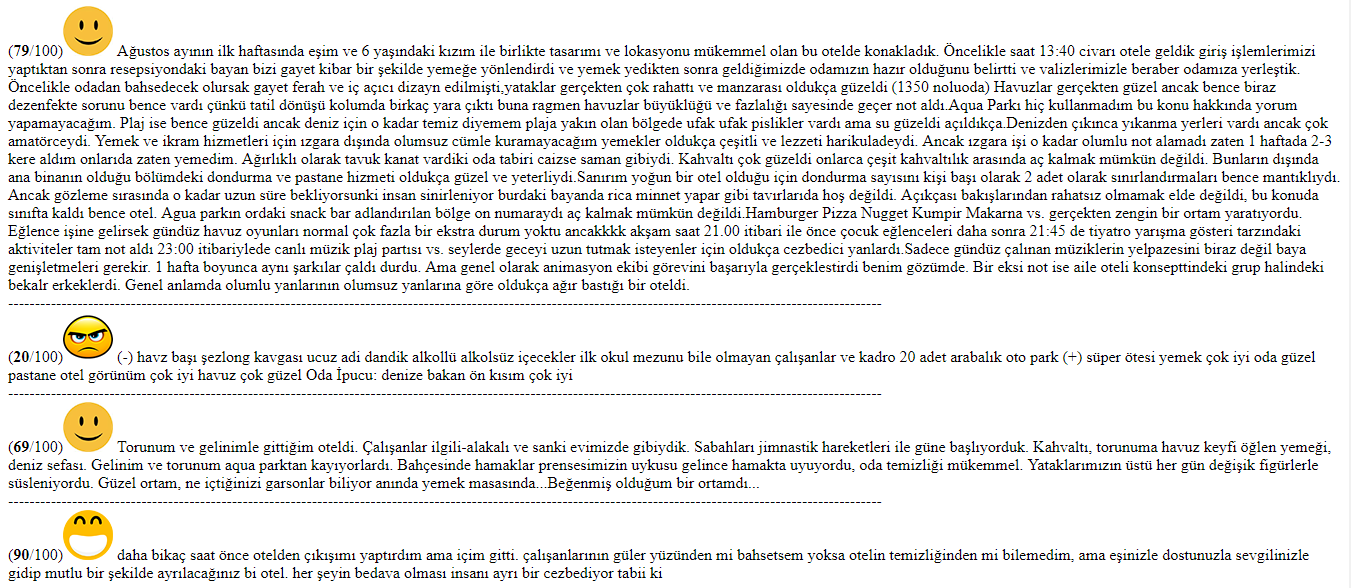 (79/100) Ağustos ayının ilk haftasında eşim ve 6 yaşındaki kızım ile birlikte tasarımı ve lokasyonu mükemmel olan bu otelde konakladık. Öncelikle saat 13:40 civarı otele geldik giriş işlemlerimizi
yaptıktan sonra resepsiyondaki bayan bizi gayet kibar bir şekilde yemeğe yönlendirdi ve yemek yedikten sonra geldiğimizde odamızın hazır olduğunu belirtti ve valizlerimizle beraber odamıza yerleştik.
Öncelikle odadan bahsedecek olursak gayet ferah ve iç açıcı dizayn edilmişti,yataklar gerçekten çok rahattı ve manzarası oldukça güzeldi (1350 noluoda) Havuzlar gerçekten güzel ancak bence biraz
dezenfekte sorunu bence vardı çünkü tatil dönüşü kolumda birkaç yara çıktı buna ragmen havuzlar büyüklüğü ve fazlalığı sayesinde geçer not aldı.Aqua Parkı hiç kullanmadım bu konu hakkında yorum
yapamayacağım. Plaj ise bence güzeldi ancak deniz için o kadar temiz diyemem plaja yakın olan bölgede ufak ufak pislikler vardı ama su güzeldi açıldıkça.Denizden çıkınca yıkanma yerleri vardı ancak çok
amatörceydi. Yemek ve ikram hizmetleri için ızgara dışında olumsuz cümle kuramayacağım yemekler oldukça çeşitli ve lezzeti harikuladeydi. Ancak ızgara işi o kadar olumlu not alamadı zaten 1 haftada 2-3
kere aldım onlarıda zaten yemedim. Ağırlıklı olarak tavuk kanat vardiki oda tabiri caizse saman gibiydi. Kahvaltı çok güzeldi onlarca çeşit kahvaltılık arasında aç kalmak mümkün değildi. Bunların dışında
ana binanın olduğu bölümdeki dondurma ve pastane hizmeti oldukça güzel ve yeterliydi.Sanırım yoğun bir otel olduğu için dondurma sayısını kişi başı olarak 2 adet olarak sınırlandırmaları bence mantıklıydı.
Ancak gözleme sırasında o kadar uzun süre bekliyorsunki insan sinirleniyor burdaki bayanda rica minnet yapar gibi tavırlarıda hoş değildi. Açıkçası bakışlarından rahatsız olmamak elde değildi, bu konuda
sınıfta kaldı bence otel. Agua parkın ordaki snack bar adlandırılan bölge on numaraydı aç kalmak mümkün değildi.Hamburger Pizza Nugget Kumpir Makarna vs. gerçekten zengin bir ortam yaratıyordu.
Eğlence işine gelirsek gündüz havuz oyunları normal çok fazla bir ekstra durum yoktu ancakkkk akşam saat 21.00 itibari ile önce çocuk eğlenceleri daha sonra 21:45 de tiyatro yarışma gösteri tarzındaki
aktiviteler tam not aldı 23:00 itibariylede canlı müzik plaj partisı vs. seylerde geceyi uzun tutmak isteyenler için oldukça cezbedici yanlardı.Sadece gündüz çalınan müziklerin yelpazesini biraz değil baya
genişletmeleri gerekir. 1 hafta boyunca aynı şarkılar çaldı durdu. Ama genel olarak animasyon ekibi görevini başarıyla gerçeklestirdi benim gözümde. Bir eksi not ise aile oteli konsepttindeki grup halindeki
bekalr erkeklerdi. Genel anlamda olumlu yanlarının olumsuz yanlarına göre oldukça ağır bastığı bir oteldi.
(20/100) (-) havz başı şezlong kavgası ucuz adi dandik alkollü alkolsüz içecekler ilk okul mezunu bile olmayan çalışanlar ve kadro 20 adet arabalık oto park (+) süper ötesi yemek çok iyi oda güzel
pastane otel görünüm çok iyi havuz çok güzel Oda İpucu: denize bakan ön kısım çok iyi
(69/100) Torunum ve gelinimle gittiğim oteldi. Çalışanlar ilgili-alakalı ve sanki evimizde gibiydik. Sabahları jimnastik hareketleri ile güne başlıyorduk. Kahvaltı, torunuma havuz keyfi öğlen yemeği,
deniz sefası. Gelinim ve torunum aqua parktan kayıyorlardı. Bahçesinde hamaklar prensesimizin uykusu gelince hamakta uyuyordu, oda temizliği mükemmel. Yataklarımızın üstü her gün değişik figürlerle
süsleniyordu. Güzel ortam, ne içtiğinizi garsonlar biliyor anında yemek masasında...Beğenmiş olduğum bir ortamdı...
(90/100) daha bikaç saat önce otelden çıkışımı yaptırdım ama içim gitti. çalışanlarının güler yüzünden mi bahsetsem yoksa otelin temizliğinden mi bilemedim, ama eşinizle dostunuzla sevgilinizle
gidip mutlu bir şekilde ayrılacağınız bi otel. her şeyin bedava olması insanı ayrı bir cezbediyor tabii ki